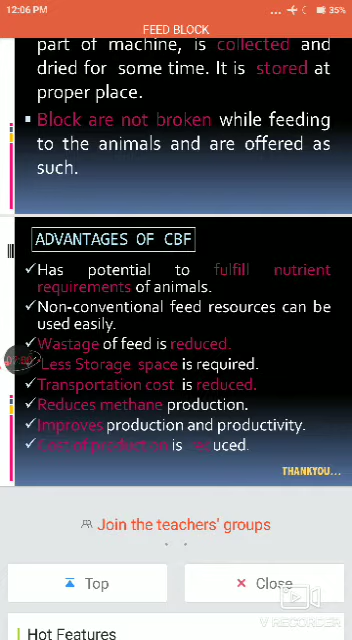 12:06 PM
... 35%
FEED BLOCK
part of machine, is collected and
dried for some time. It is stored at
proper place.
Block are not broken while feeding
to the animals and are offered as
such.
ADVANTAGES OF CBF
Has potential to fulfill nutrient
requirements of animals.
Non-conventional feed resources can be
used easily.
Wastage of feed is reduced.
Less Storage space is required.
Transportation cost is reduced.
Reduces methane production.
Improves production and productivity.
Cost of production is reduced.
THANKYOU...
Join the teachers' groups
Top
Close
Hot Features
V RECORDER